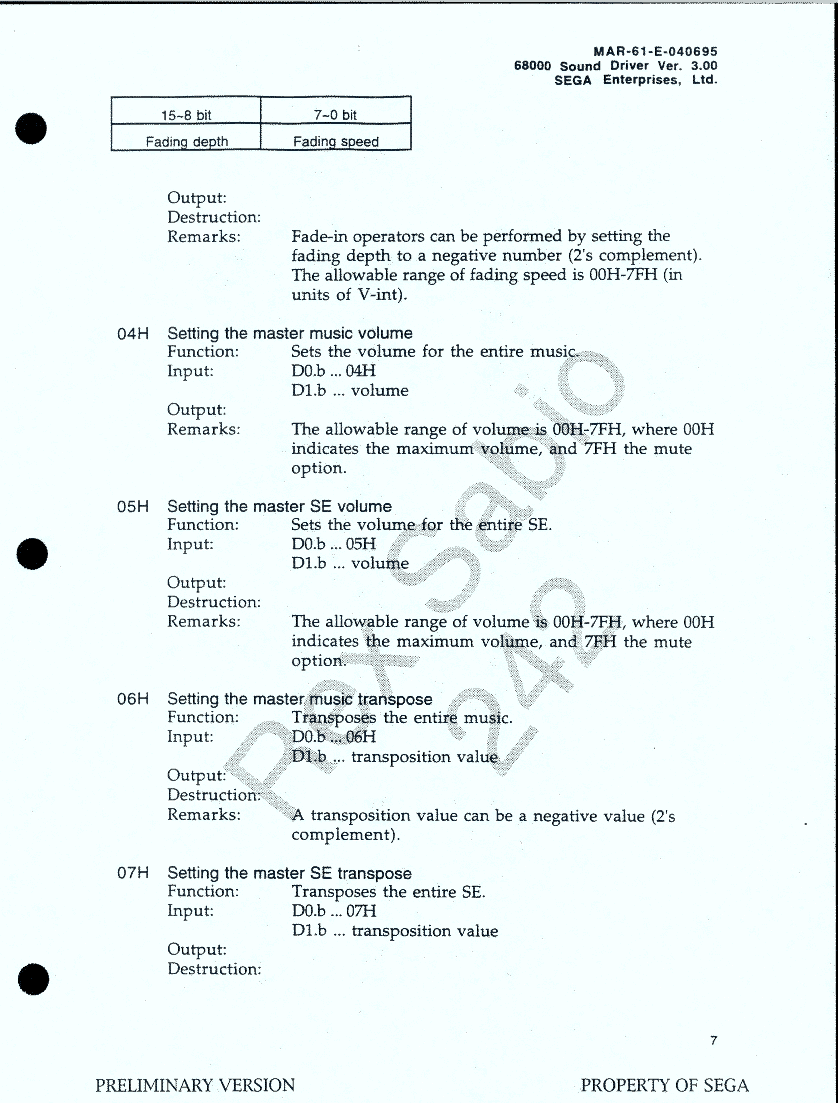 MAR-61-E-040695
68000 Sound Driver Ver. 3.00
SEGA Enterprises, Ltd.
15~8 bit 7~0 bit
Fading depth Fading speed
Output:
Destruction:
Remarks: Fade-in operators can be performed by setting the
fading depth to a negative number (2's complement).
The allowable range of fading speed is 00H-7FH (in
units of V-int).
04H Setting the master music volume
Function: Sets the volume for the entire music.
Input: D0.b ... 04H
D1.b ... volume
Output:
Remarks: The allowable range of volume is 00H-7FH, where 00H
indicates the maximum volume, and 7FH the mute
option.
05H Setting the master SE volume
Function: Sets the volume for the entire SE.
Input: D0.b ... 05H
D1.b ... volume
Output:
Destruction:
Remarks: The allowable range of volume is 00H-7FH, where 00H
indicates the maximum volume, and 7FH the mute
option.
06H Setting the master music transpose
Function: Transposes the entire music.
Input: D0.b ... 06H
D1.b ... transposition value
Output:
Destruction:
Remarks: A transposition value can be a negative value (2's
complement).
07H Setting the master SE transpose
Function: Transposes the entire SE.
Input: D0.b ... 07H
D1.b ... transposition value
Output:
Destruction:
Rex Sabio
242
7
PRELIMINARY VERSION PROPERTY OF SEGA